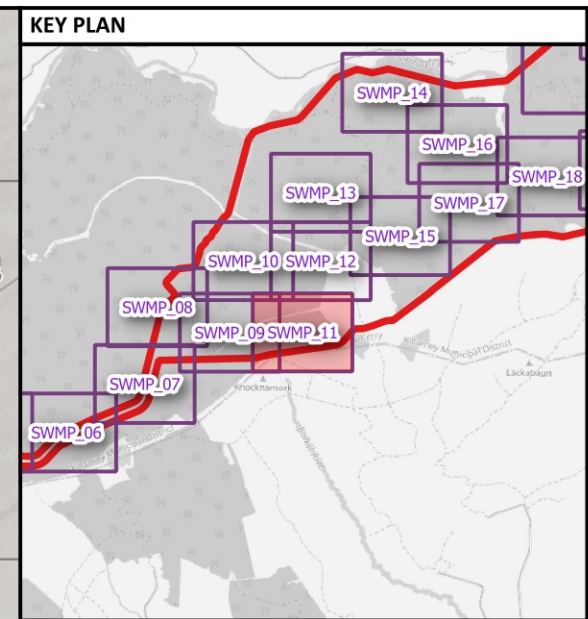 KEY PLAN
SWMP_14
SWMP_16
SWMP_18
SWMP_13
SWMP_17
SWMP_15
SWMP_10
SWMP_12
SWMP_08
SWMP_09
SWMP_11
Killarney Municipal District
Lackabaun
SWMP_07
Knocknamork
SWMP_06